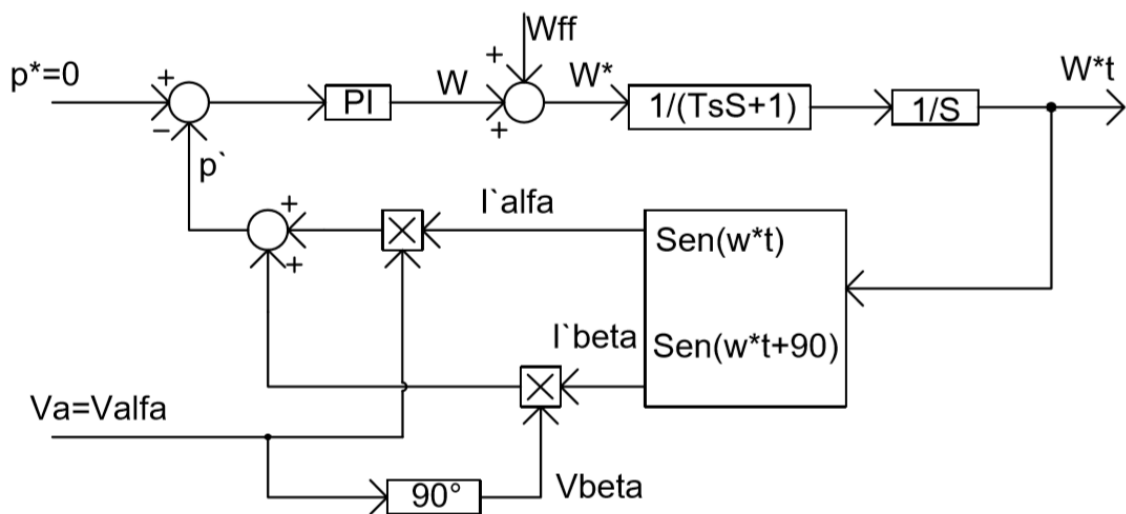 Wff
+
p*=0
+
W
W*
W*t
PI
+
1/(TsS+1)
1/S
−
p`
I`alfa
+
Sen(w*t)
+
I`beta
Sen(w*t+90)
Va=Valfa
90°
Vbeta